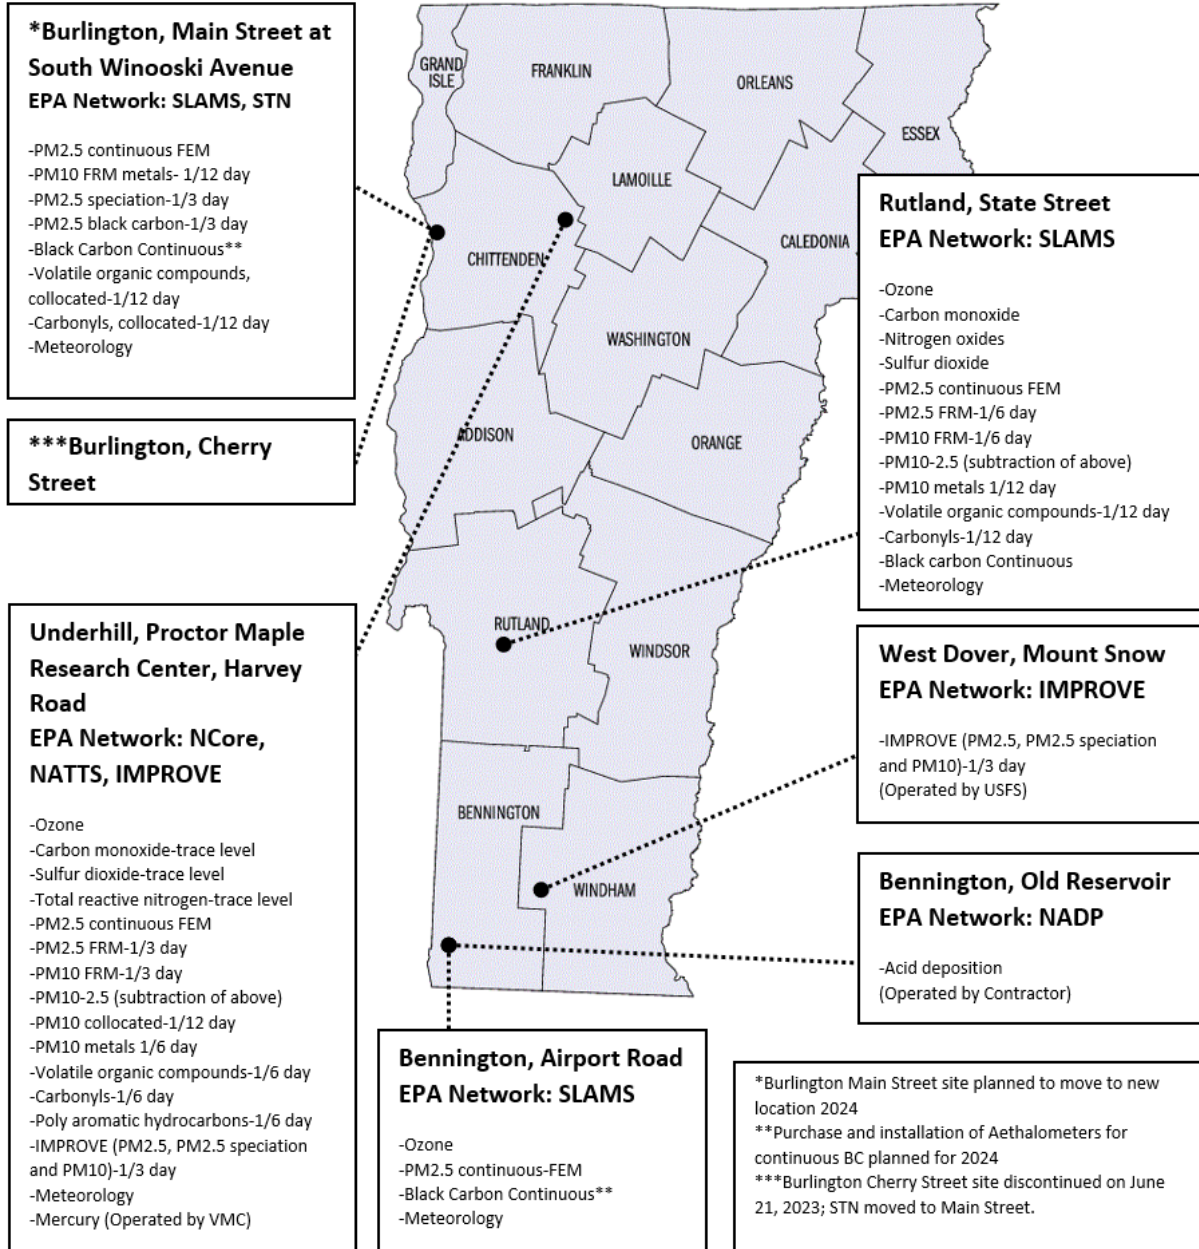 *Burlington, Main Street at
South Winooski Avenue
EPA Network: SLAMS, STN
-PM2.5 continuous FEM
-PM10 FRM metals- 1/12 day
-PM2.5 speciation-1/3 day
-PM2.5 black carbon-1/3 day
-Black Carbon Continuous**
-Volatile organic compounds,
collocated-1/12 day
-Carbonyls, collocated-1/12 day
-Meteorology
***Burlington, Cherry
Street
Underhill, Proctor Maple
Research Center, Harvey
Road
EPA Network: NCore,
NATTS, IMPROVE
-Ozone
-Carbon monoxide-trace level
-Sulfur dioxide-trace level
-Total reactive nitrogen-trace level
-PM2.5 continuous FEM
-PM2.5 FRM-1/3 day
-PM10 FRM-1/3 day
-PM10-2.5 (subtraction of above)
-PM10 collocated-1/12 day
-PM10 metals 1/6 day
-Volatile organic compounds-1/6 day
-Carbonyls-1/6 day
-Poly aromatic hydrocarbons-1/6 day
-IMPROVE (PM2.5, PM2.5 speciation
and PM10)-1/3 day
-Meteorology
-Mercury (Operated by VMC)
GRAND
ISLE
FRANKLIN
ORLEANS
ESSEX
LAMOILLE
CALEDONIA
CHITTENDEN
WASHINGTON
ADDISON
ORANGE
RUTLAND
WINDSOR
BENNINGTON
WINDHAM
Rutland, State Street
EPA Network: SLAMS
-Ozone
-Carbon monoxide
-Nitrogen oxides
-Sulfur dioxide
-PM2.5 continuous FEM
-PM2.5 FRM-1/6 day
-PM10 FRM-1/6 day
-PM10-2.5 (subtraction of above)
-PM10 metals 1/12 day
-Volatile organic compounds-1/12 day
-Carbonyls-1/12 day
-Black carbon Continuous
-Meteorology
West Dover, Mount Snow
EPA Network: IMPROVE
-IMPROVE (PM2.5, PM2.5 speciation
and PM10)-1/3 day
(Operated by USFS)
Bennington, Old Reservoir
EPA Network: NADP
-Acid deposition
(Operated by Contractor)
Bennington, Airport Road
EPA Network: SLAMS
-Ozone
-PM2.5 continuous-FEM
-Black Carbon Continuous**
-Meteorology
*Burlington Main Street site planned to move to new
location 2024
**Purchase and installation of Aethalometers for
continuous BC planned for 2024
***Burlington Cherry Street site discontinued on June
21, 2023; STN moved to Main Street.